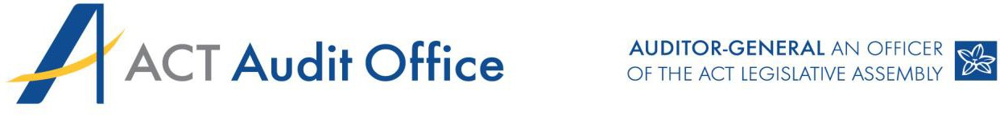 ACT Audit Office
AUDITOR-GENERAL AN OFFICER
OF THE ACT LEGISLATIVE ASSEMBLY